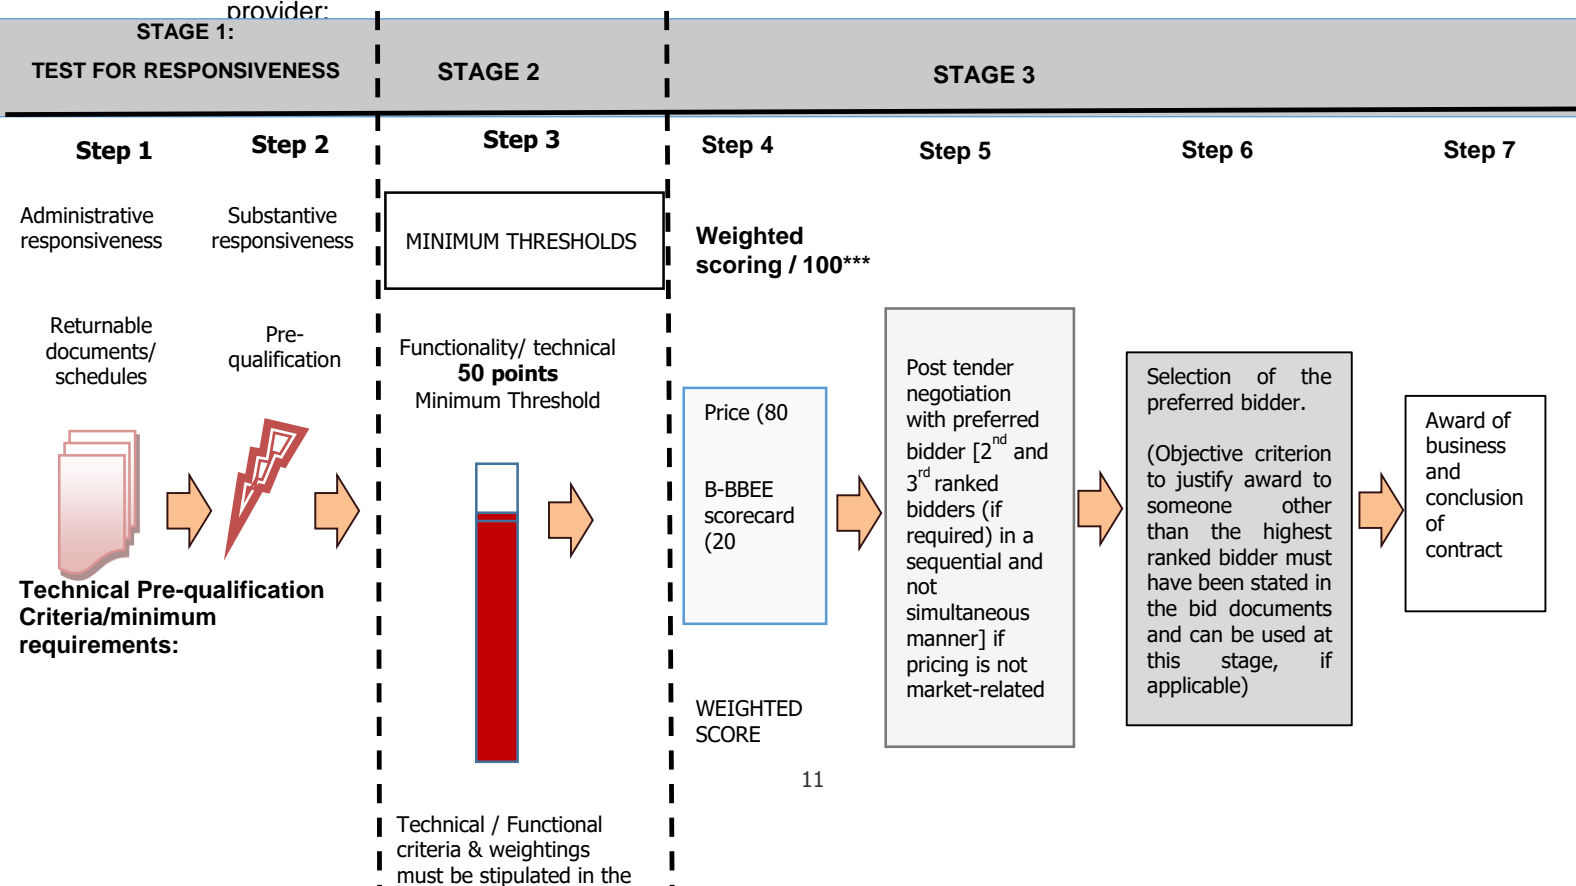 provider:
STAGE 1:
TEST FOR RESPONSIVENESS
STAGE 2
STAGE 3
Step 1
Step 2
Step 3
Step 4
Step 5
Step 6
Step 7
Administrative
responsiveness
Substantive
responsiveness
MINIMUM THRESHOLDS
Weighted
scoring / 100***
Returnable
documents/
schedules
Pre-
qualification
Functionality/ technical
50 points
Minimum Threshold
Price (80
B-BBEE
scorecard
(20
Post tender
negotiation
with preferred
bidder [2nd and
3rd ranked
bidders (if
required) in a
sequential and
not
simultaneous
manner] if
pricing is not
market-related
Selection of the
preferred bidder.
(Objective criterion
to justify award to
someone other
than the highest
ranked bidder must
have been stated in
the bid documents
and can be used at
this stage, if
applicable)
Award of
business
and
conclusion
of
contract
Technical Pre-qualification
Criteria/minimum
requirements:
WEIGHTED
SCORE
11
Technical / Functional
criteria & weightings
must be stipulated in the